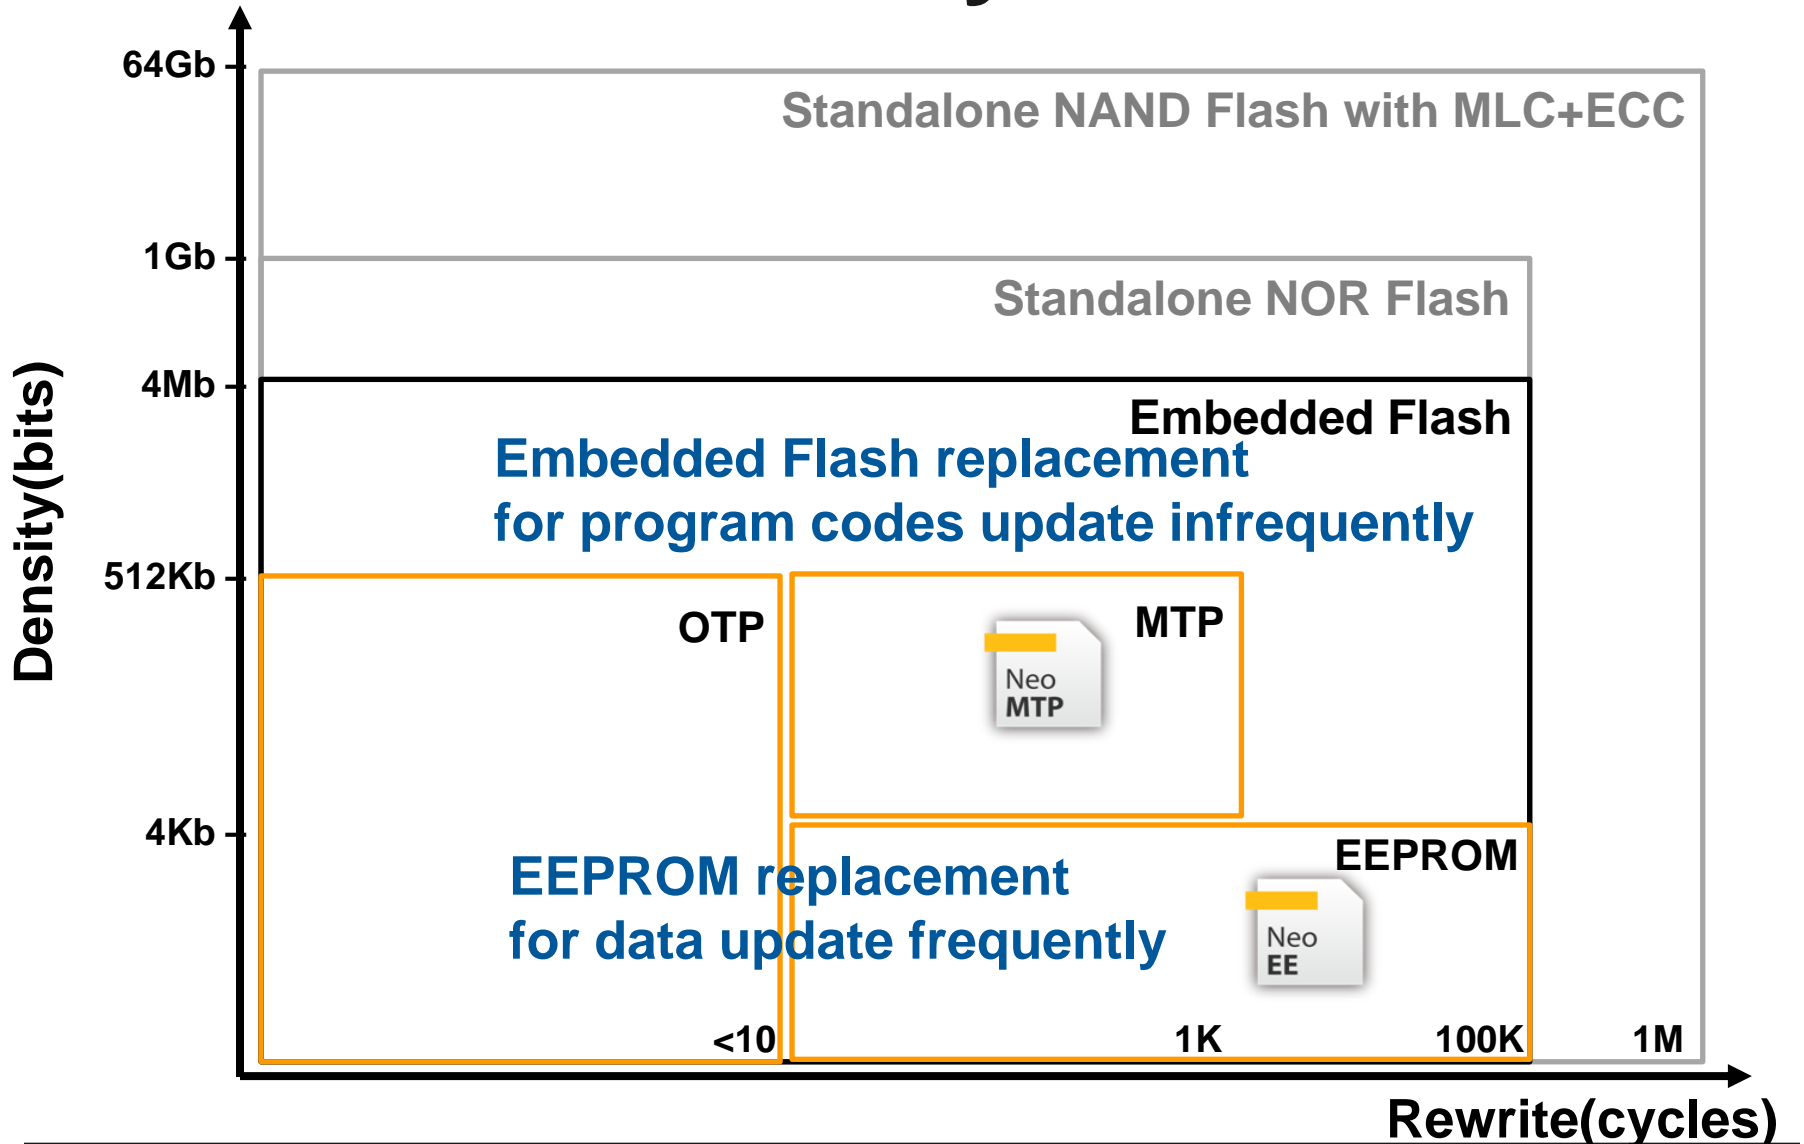 64Gb
Standalone NAND Flash with MLC+ECC
1Gb
Standalone NOR Flash
4Mb
Embedded Flash
Embedded Flash replacement
for program codes update infrequently
Density(bits)
512Kb
OTP
MTP
Neo
MTP
4Kb
EEPROM
EEPROM replacement
for data update frequently
Neo
EE
<10
1K
100K
1M
Rewrite(cycles)